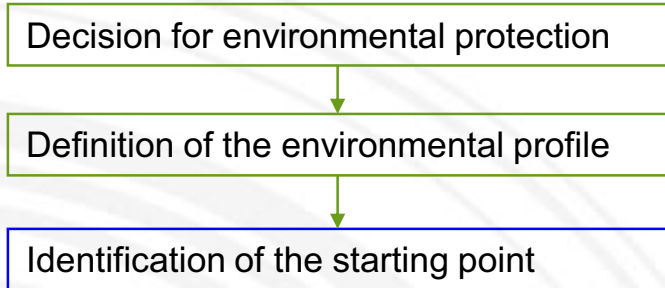 Decision for environmental protection
Definition of the environmental profile
Identification of the starting point